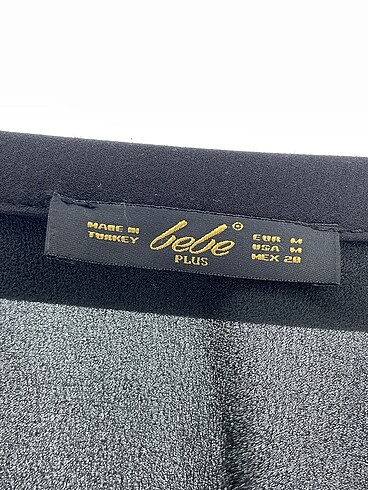 MADE IN
TURKEY
bebe®
PLUS
EUR M
USA M
MEX 28